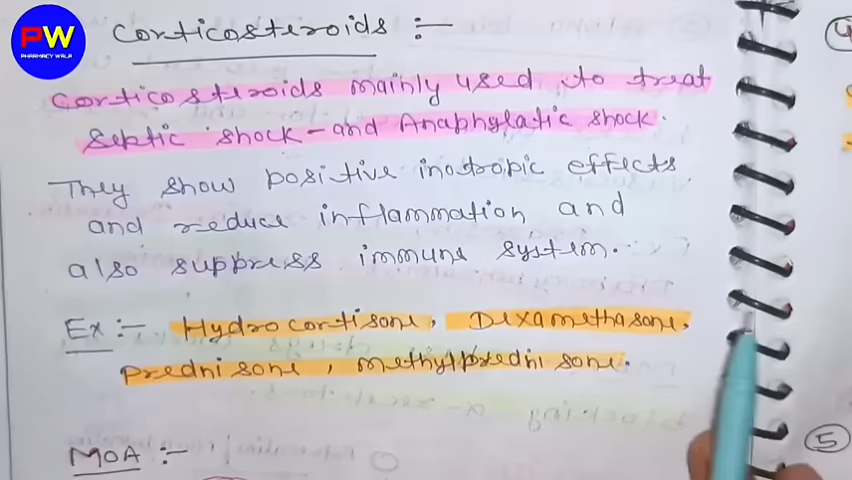 PW
PHARMACY WALA
Corticosteroids :-
Corticosteroids mainly used to treat
Septic shock - and Anaphylatic shock.
They show positive inotropic effects
and reduce inflammation and
also suppress immune system.
Ex :- Hydrocortisone, Dexamethasone,
prednisone, methylprednisone.
MOA :-
4
5